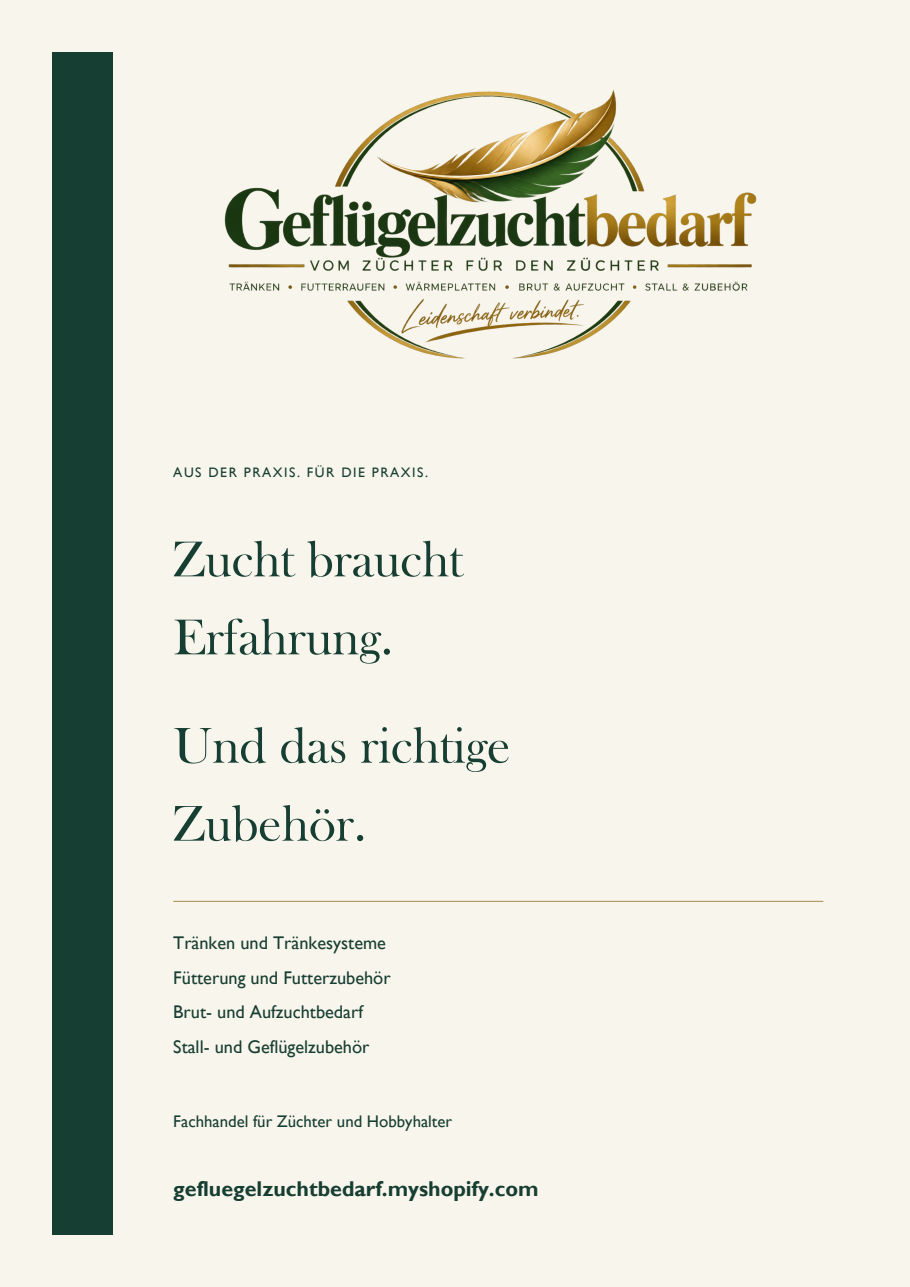 Geflügelzuchtbedarf
VOM ZÜCHTER FÜR DEN ZÜCHTER
TRÄNKEN • FUTTERRAUFEN • WÄRMEPLATTEN • BRUT & AUFZUCHT • STALL & ZUBEHÖR
Leidenschaft verbindet.
AUS DER PRAXIS. FÜR DIE PRAXIS.
Zucht braucht
Erfahrung.
Und das richtige
Zubehör.
Tränken und Tränkesysteme
Fütterung und Futterzubehör
Brut- und Aufzuchtbedarf
Stall- und Geflügelzubehör
Fachhandel für Züchter und Hobbyhalter
gefluegelzuchtbedarf.myshopify.com